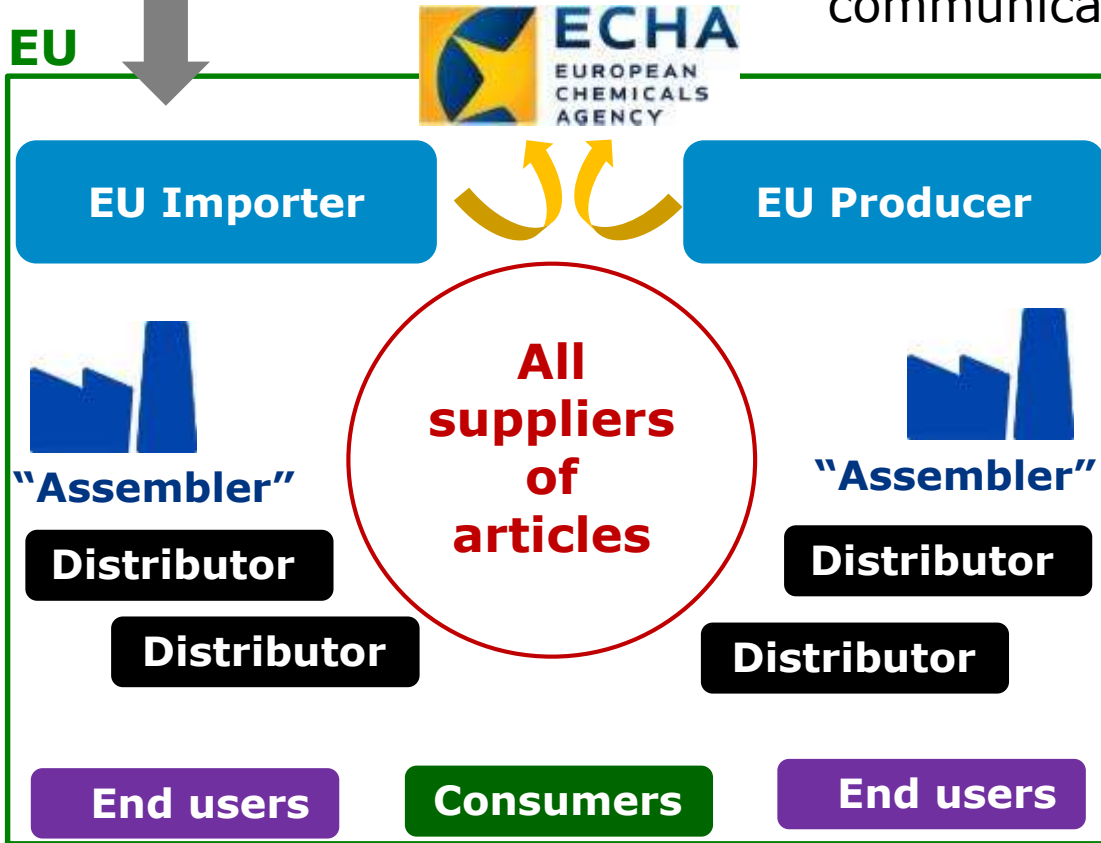 communica
EU
ECHA
EUROPEAN
CHEMICALS
AGENCY
EU Importer
EU Producer
All
suppliers
of
articles
“Assembler”
“Assembler”
Distributor
Distributor
Distributor
Distributor
End users
Consumers
End users